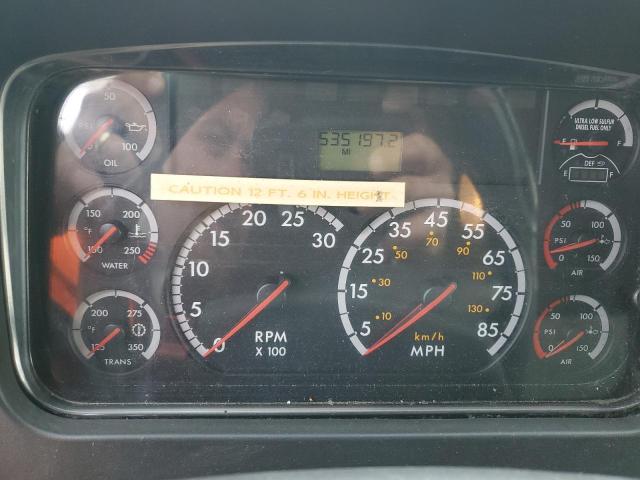 50
PSI
100
OIL
150 200
°F
100 250
WATER
200 275
°F
125 350
TRANS
535197.2
MI
CAUTION 12 FT. 6 IN. HEIGHT
0 5 10 15 20 25 30
RPM
X 100
5 15 25 35 45 55 65 75 85
10 30 50 70 90 110 130
km/h
MPH
ULTRA LOW SULFUR
DIESEL FUEL ONLY
E F
DEF
E F
50 100
PSI
0 150
AIR
50 100
PSI
0 150
AIR